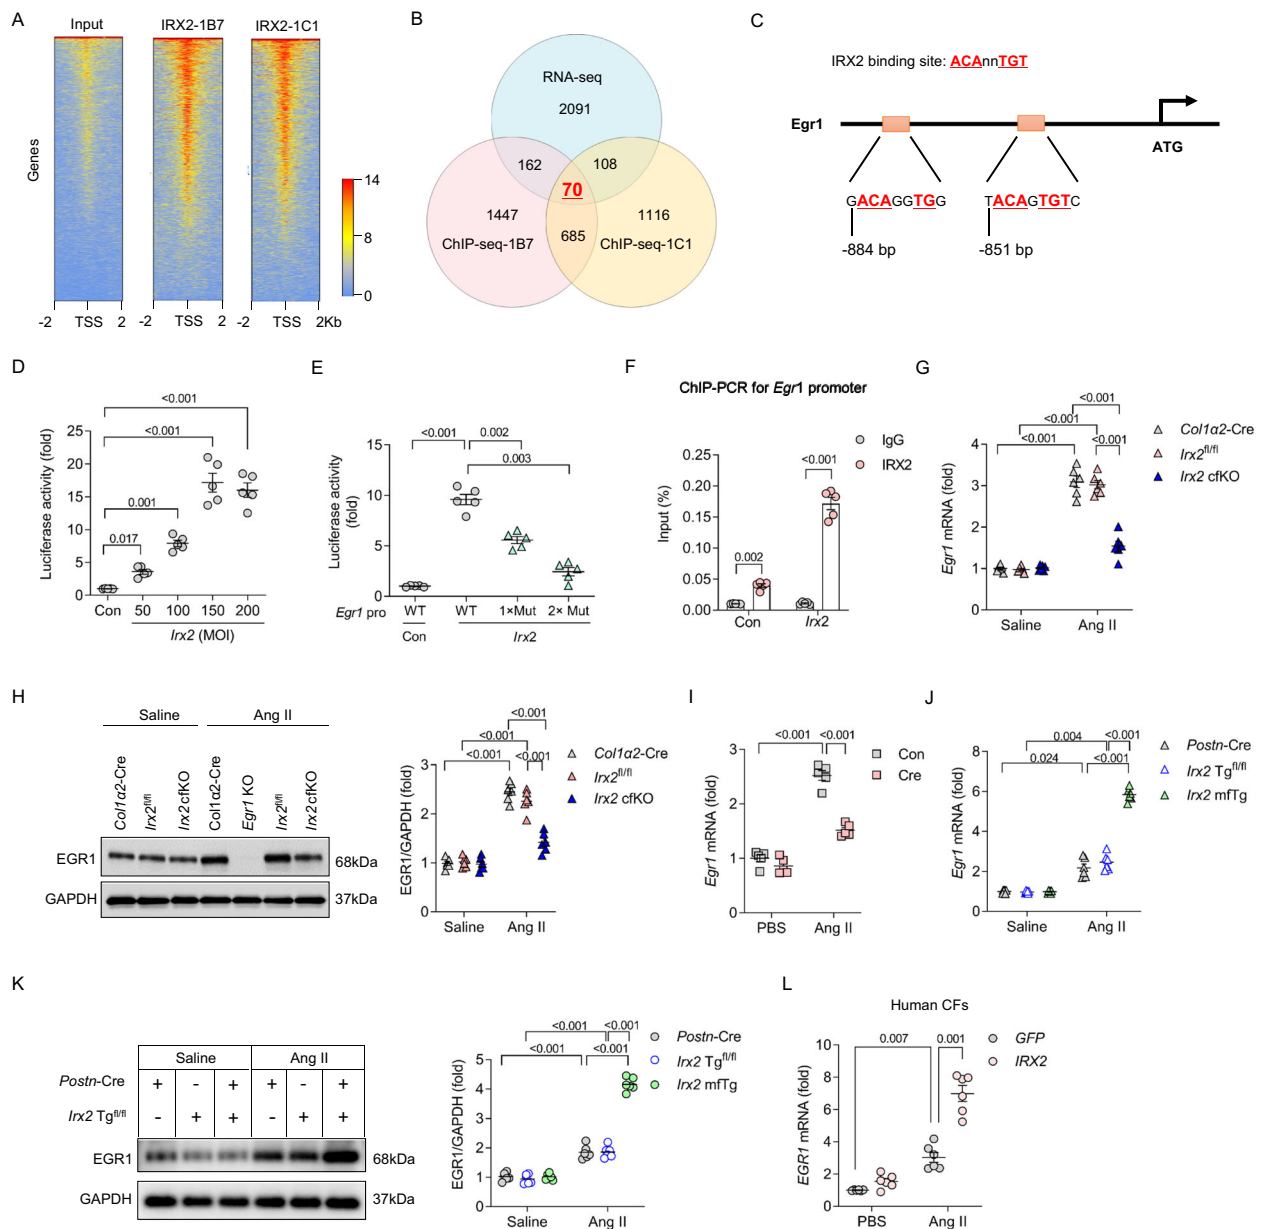 A
Input
IRX2-1B7
IRX2-1C1
Genes
14
8
0
-2 TSS 2
-2 TSS 2
-2 TSS 2Kb
B
RNA-seq
2091
162
108
70
1447
1116
ChIP-seq-1B7
685
ChIP-seq-1C1
C
IRX2 binding site: ACAnnTGT
Egr1
ATG
GACAGGTGG
TACAGTGTC
-884 bp
-851 bp
D
<0.001
<0.001
0.001
0.017
Luciferase activity (fold)
25
20
15
10
5
0
Con 50 100 150 200
Irx2 (MOI)
E
<0.001
0.002
0.003
Luciferase activity
(fold)
15
10
5
0
Egr1 pro WT WT 1×Mut 2× Mut
Con
Irx2
F
ChIP-PCR for Egr1 promoter
IgG
IRX2
<0.001
0.002
Input (%)
0.25
0.20
0.15
0.10
0.05
0.00
Con Irx2
G
<0.001
<0.001
<0.001
<0.001
Col1α2-Cre
Irx2fl/fl
Irx2 cfKO
Egr1 mRNA (fold)
4
3
2
1
0
Saline Ang II
H
Saline
Ang II
Col1α2-Cre
Irx2fl/fl
Irx2 cfKO
Col1α2-Cre
Egr1 KO
Irx2fl/fl
Irx2 cfKO
EGR1
68kDa
GAPDH
37kDa
<0.001
<0.001
<0.001
<0.001
Col1α2-Cre
Irx2fl/fl
Irx2 cfKO
EGR1/GAPDH (fold)
3
2
1
0
Saline Ang II
I
<0.001
<0.001
Con
Cre
Egr1 mRNA (fold)
3
2
1
0
PBS Ang II
J
0.004
<0.001
0.024
<0.001
Postn-Cre
Irx2 Tgfl/fl
Irx2 mfTg
Egr1 mRNA (fold)
8
6
4
2
0
Saline Ang II
K
Saline
Ang II
Postn-Cre + - + + - +
Irx2 Tgfl/fl - + + - + +
EGR1
68kDa
GAPDH
37kDa
<0.001
<0.001
<0.001
<0.001
Postn-Cre
Irx2 Tgfl/fl
Irx2 mfTg
EGR1/GAPDH (fold)
5
4
3
2
1
0
Saline Ang II
L
Human CFs
0.007
0.001
GFP
IRX2
EGR1 mRNA (fold)
10
8
6
4
2
0
PBS Ang II